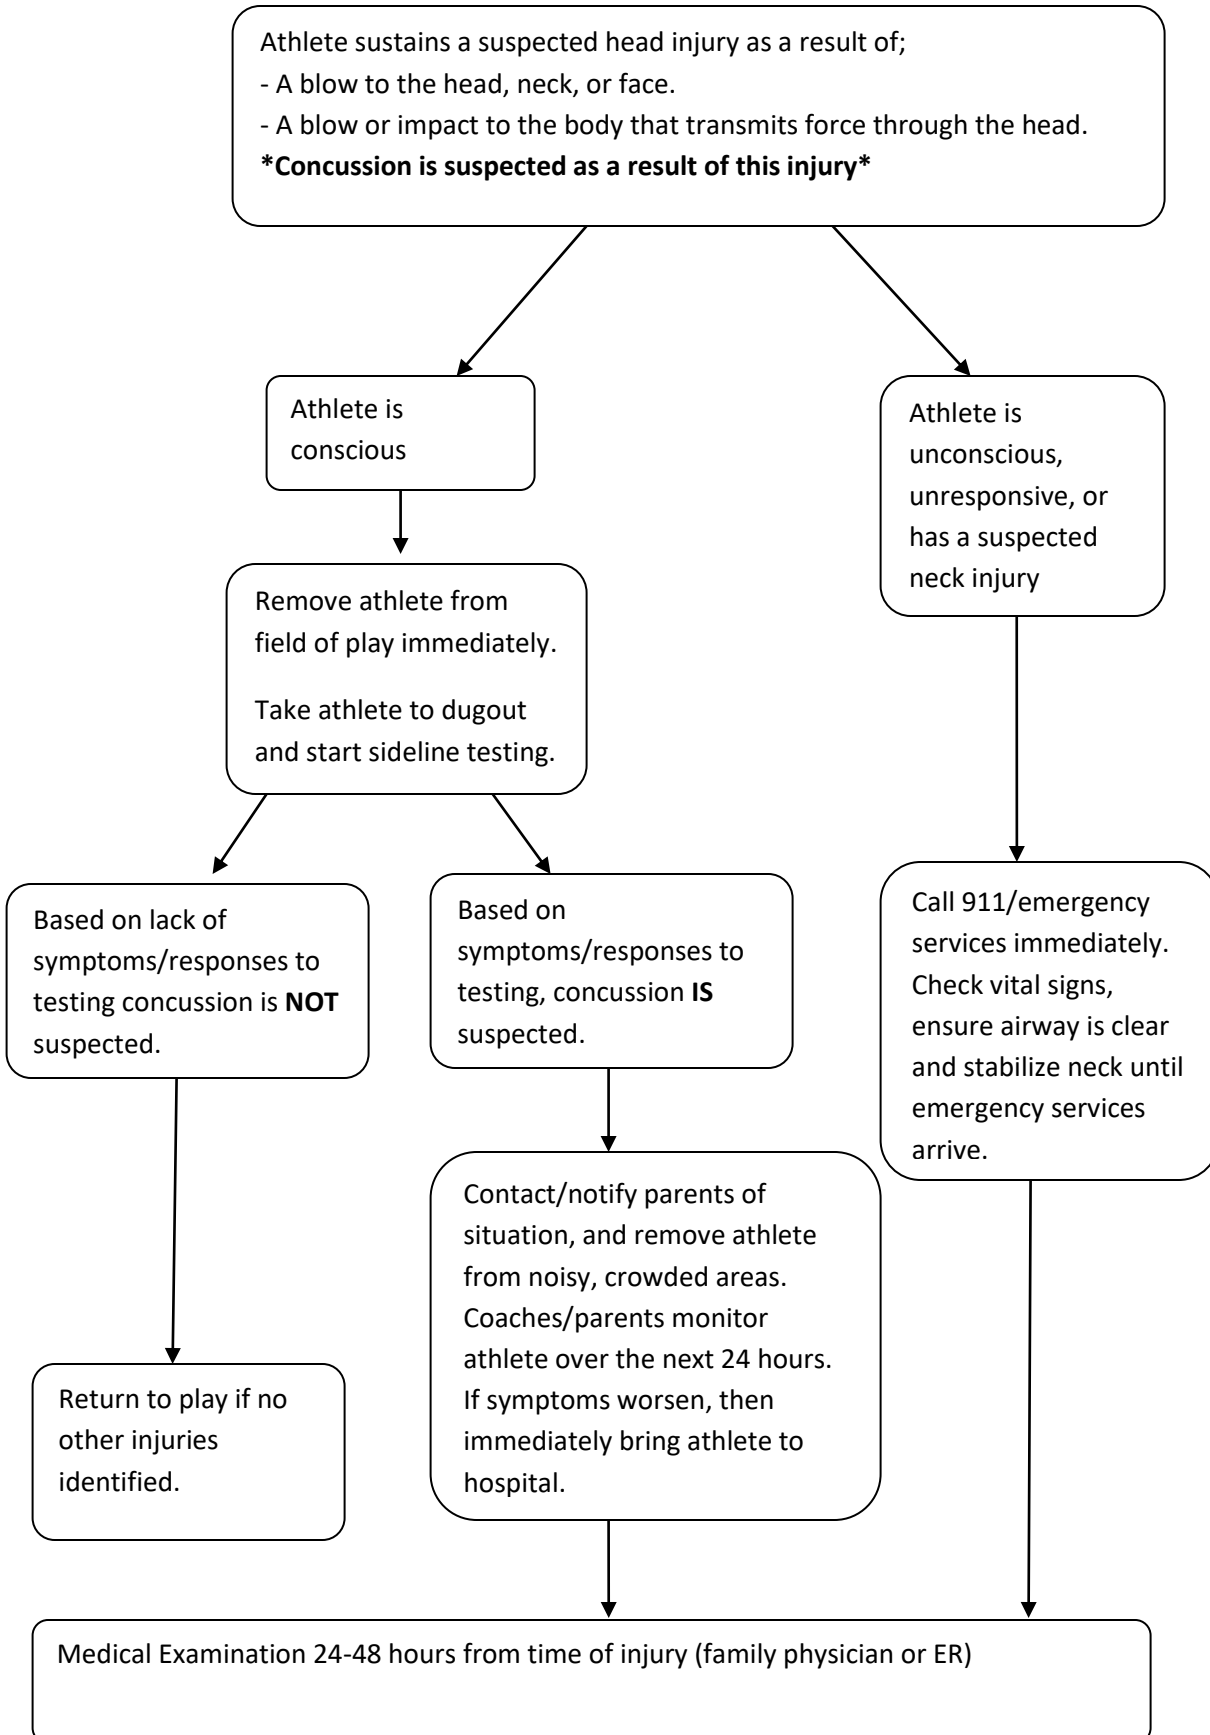 Athlete sustains a suspected head injury as a result of;
- A blow to the head, neck, or face.
- A blow or impact to the body that transmits force through the head.
*Concussion is suspected as a result of this injury*
Athlete is
conscious
Athlete is
unconscious,
unresponsive, or
has a suspected
neck injury
Remove athlete from
field of play immediately.
Take athlete to dugout
and start sideline testing.
Based on lack of
symptoms/responses to
testing concussion is NOT
suspected.
Based on
symptoms/responses to
testing, concussion IS
suspected.
Call 911/emergency
services immediately.
Check vital signs,
ensure airway is clear
and stabilize neck until
emergency services
arrive.
Contact/notify parents of
situation, and remove athlete
from noisy, crowded areas.
Coaches/parents monitor
athlete over the next 24 hours.
If symptoms worsen, then
immediately bring athlete to
hospital.
Return to play if no
other injuries
identified.
Medical Examination 24-48 hours from time of injury (family physician or ER)